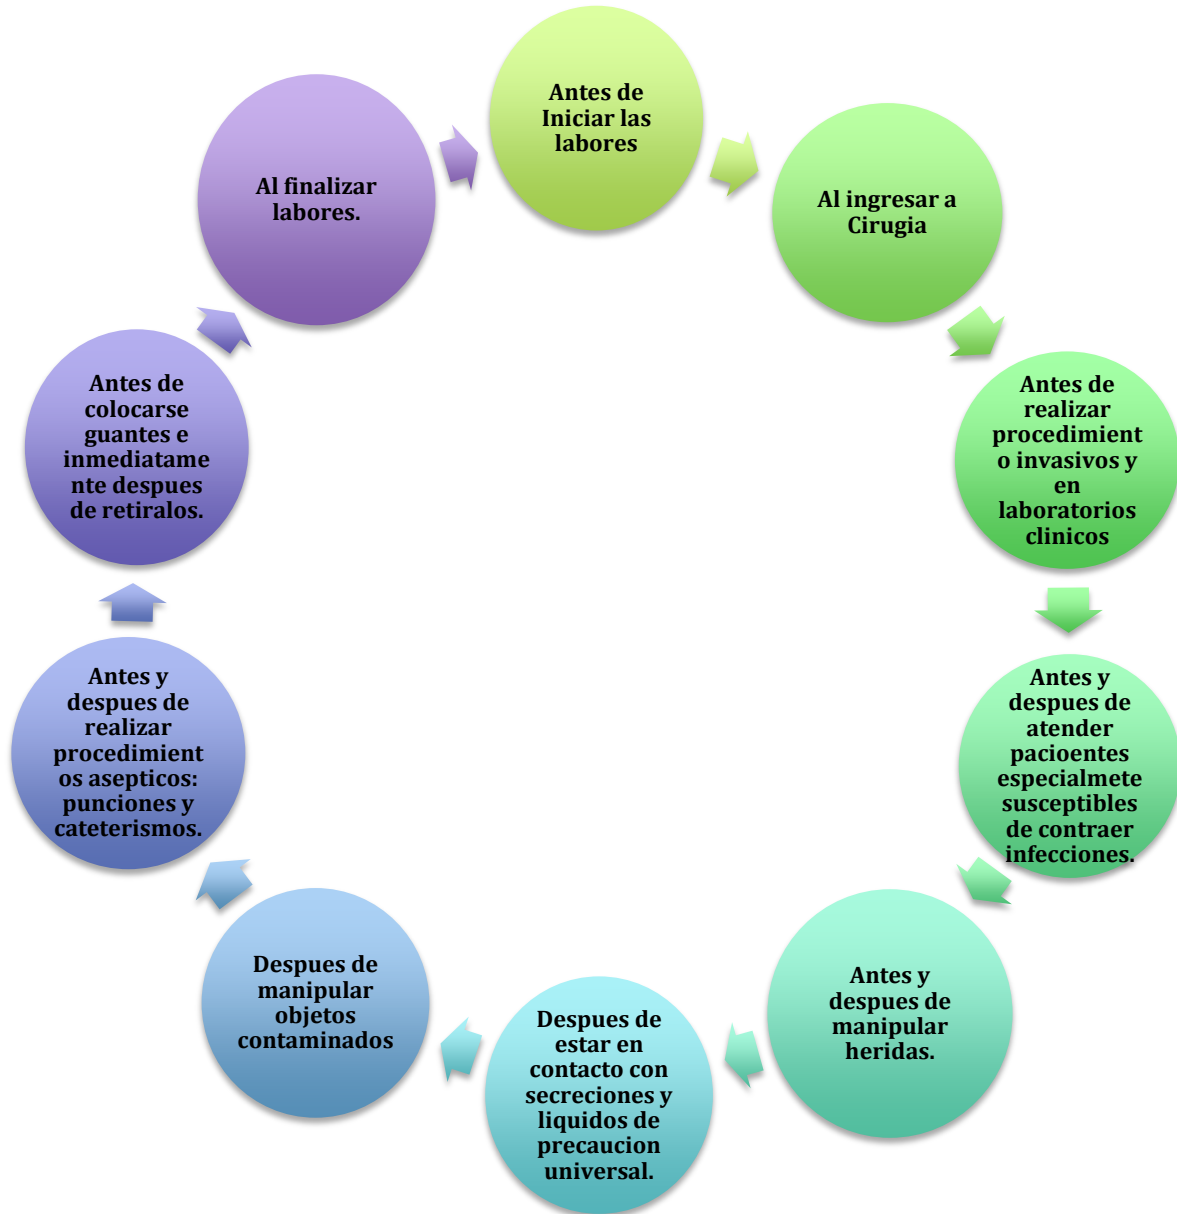 Antes de
Iniciar las
labores
Al ingresar a
Cirugia
Antes de
realizar
procedimient
o invasivos y
en
laboratorios
clinicos
Antes y
despues de
atender
pacioentes
especialmete
susceptibles
de contraer
infecciones.
Antes y
despues de
manipular
heridas.
Despues de
estar en
contacto con
secreciones y
liquidos de
precaucion
universal.
Despues de
manipular
objetos
contaminados
Antes y
despues de
realizar
procedimient
os asepticos:
punciones y
cateterismos.
Antes de
colocarse
guantes e
inmediatame
nte despues
de retiralos.
Al finalizar
labores.